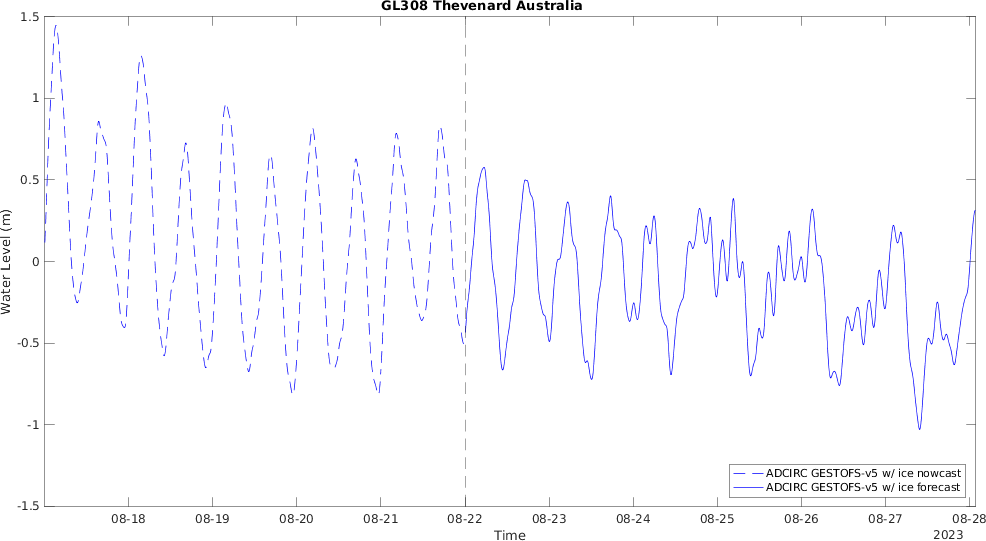 GL308 Thevenard Australia
1.5
1
0.5
0
-0.5
-1
-1.5
Water Level (m)
ADCIRC GESTOFS-v5 w/ ice nowcast
ADCIRC GESTOFS-v5 w/ ice forecast
08-18 08-19 08-20 08-21 08-22 08-23 08-24 08-25 08-26 08-27 08-28
Time
2023